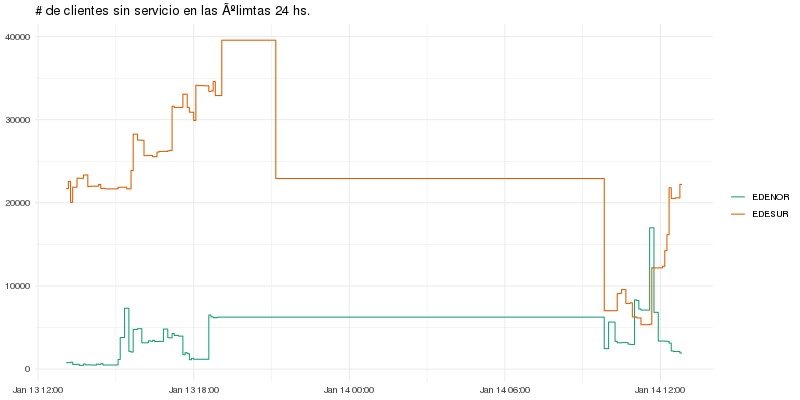 # de clientes sin servicio en las Ãºlimtas 24 hs.
40000
30000
20000
10000
0
Jan 13 12:00
Jan 13 18:00
Jan 14 00:00
Jan 14 06:00
Jan 14 12:00
EDENOR
EDESUR